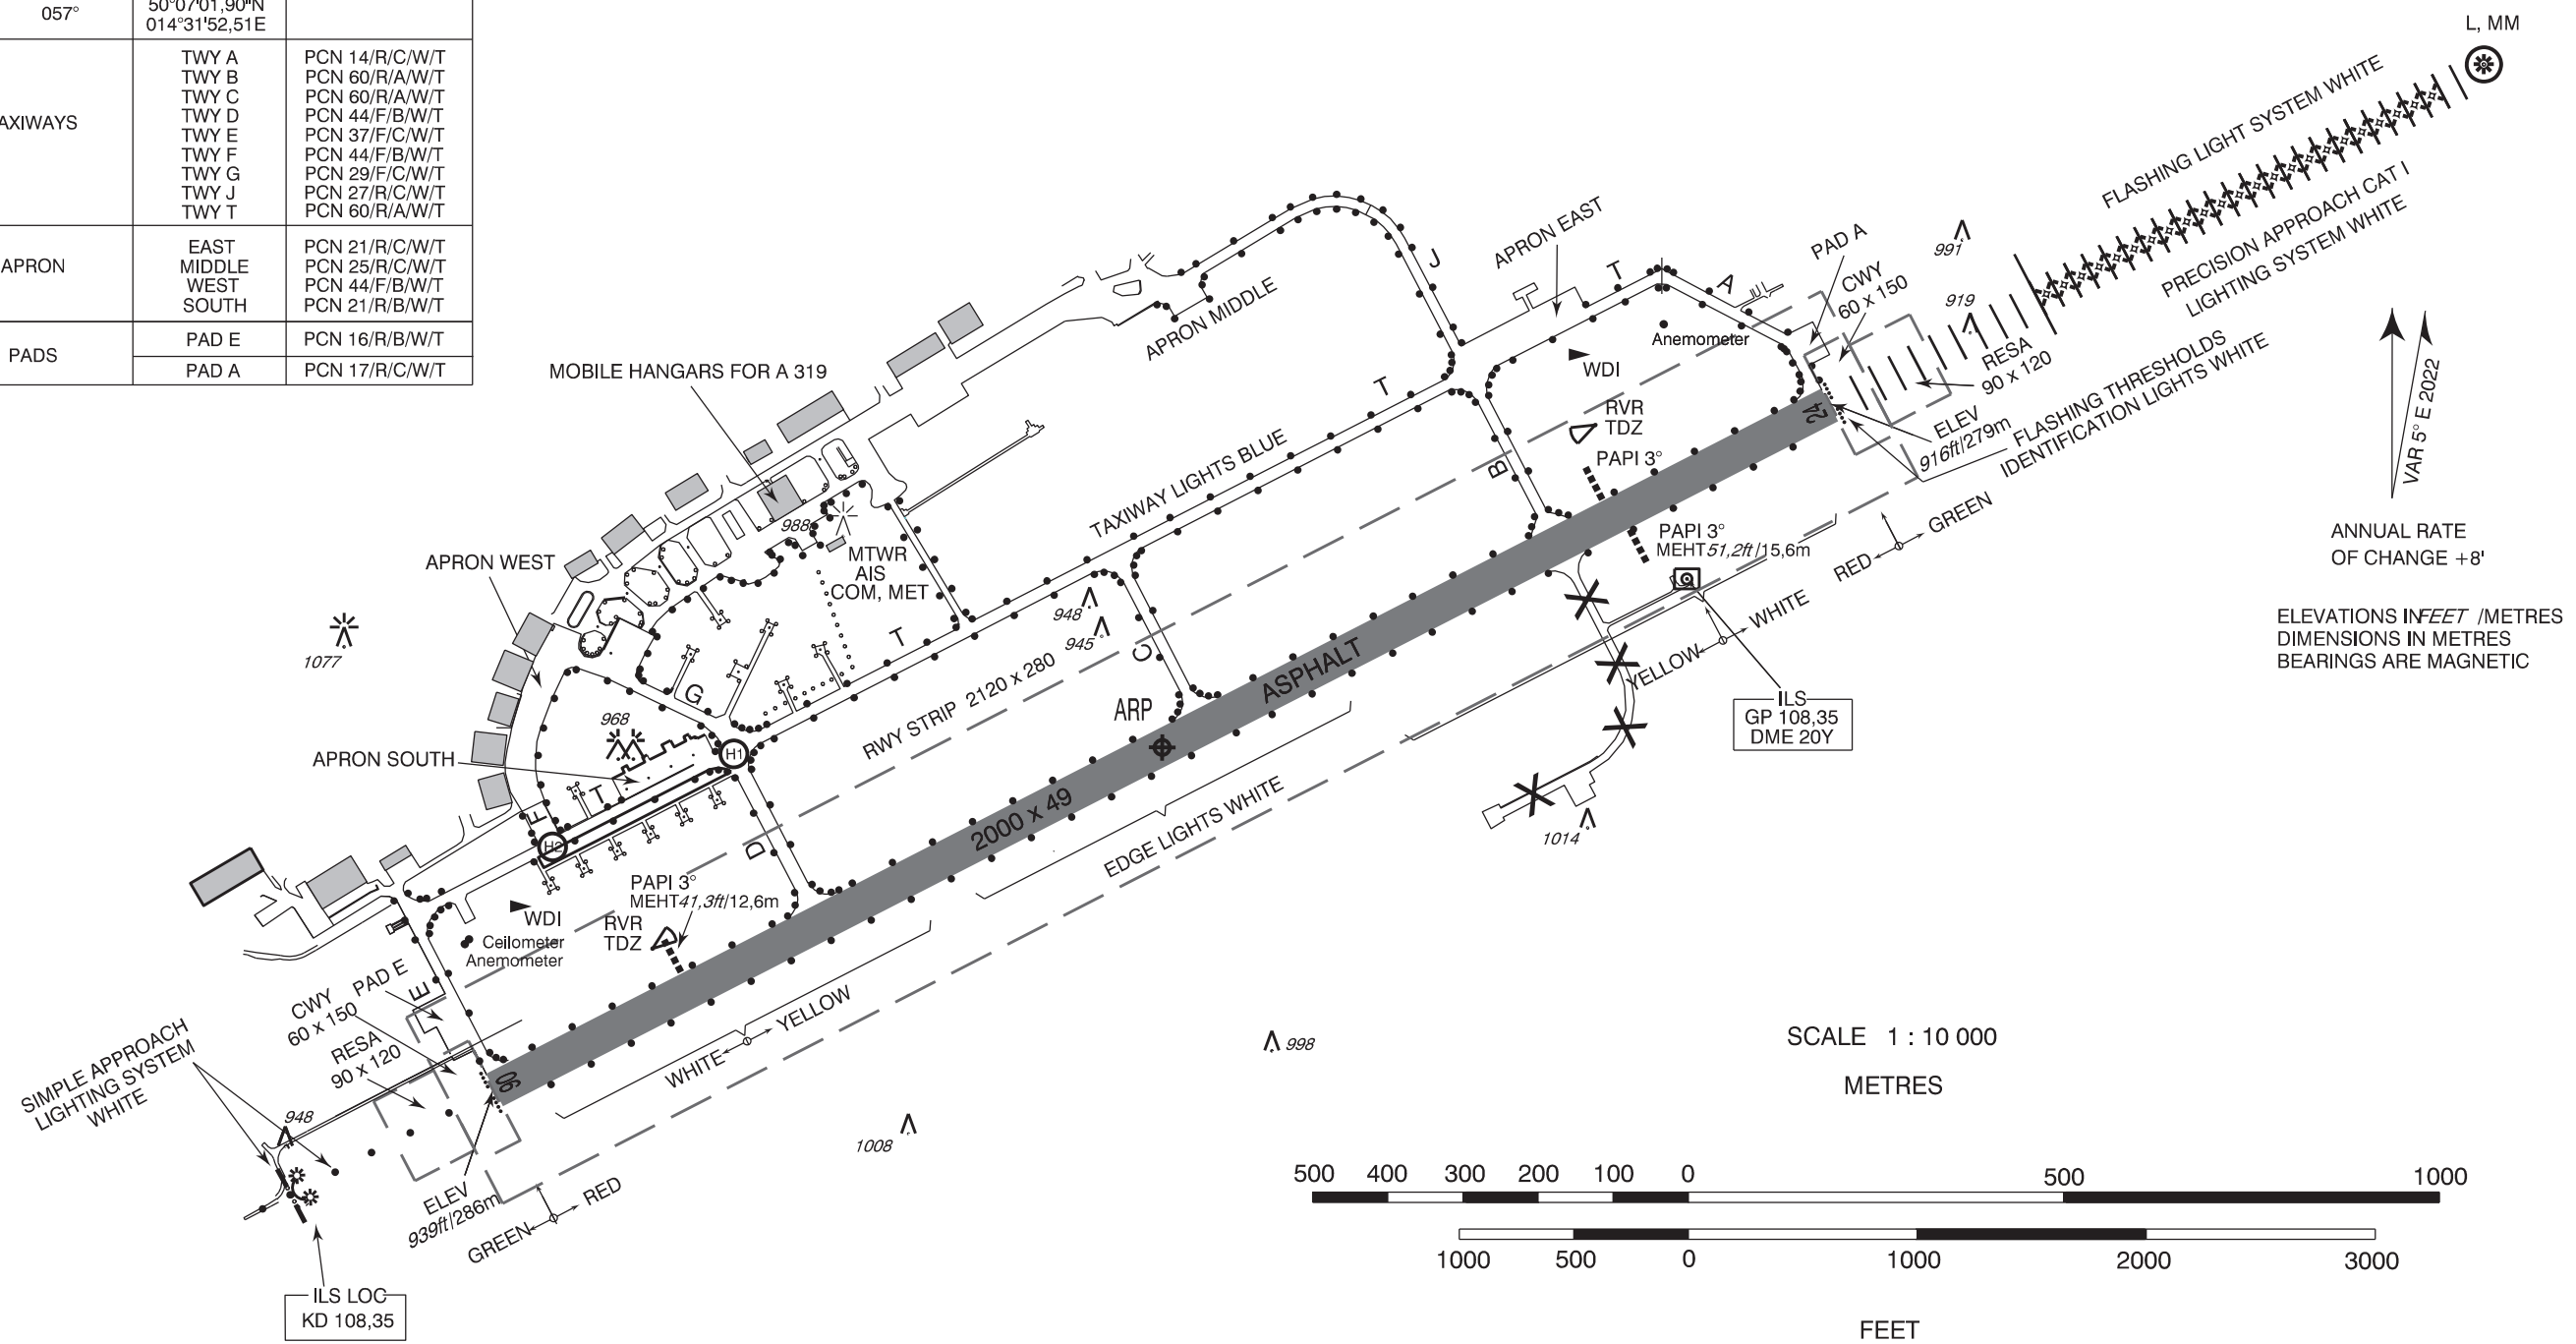 057°
50°07'01,90"N
014°31'52,51E
AXIWAYS
TWY A PCN 14/R/C/W/T
TWY B PCN 60/R/A/W/T
TWY C PCN 60/R/A/W/T
TWY D PCN 44/F/B/W/T
TWY E PCN 37/F/C/W/T
TWY F PCN 44/F/B/W/T
TWY G PCN 29/F/C/W/T
TWY J PCN 27/R/C/W/T
TWY T PCN 60/R/A/W/T
APRON
EAST PCN 21/R/C/W/T
MIDDLE PCN 25/R/C/W/T
WEST PCN 44/F/B/W/T
SOUTH PCN 21/R/B/W/T
PADS
PAD E PCN 16/R/B/W/T
PAD A PCN 17/R/C/W/T
L, MM
FLASHING LIGHT SYSTEM WHITE
PRECISION APPROACH CAT I
LIGHTING SYSTEM WHITE
991
919
PAD A
CWY
60 x 150
RESA
90 x 120
ELEV
916ft/279m
FLASHING THRESHOLDS
IDENTIFICATION LIGHTS WHITE
APRON EAST
T
A
J
APRON MIDDLE
Anemometer
WDI
RVR
TDZ
PAPI 3°
24
B
T
TAXIWAY LIGHTS BLUE
MOBILE HANGARS FOR A 319
988
MTWR
AIS
COM, MET
APRON WEST
1077
968
G
T
948
945
C
RWY STRIP 2120 x 280
ARP
ASPHALT
2000 x 49
EDGE LIGHTS WHITE
PAPI 3°
MEHT 51,2ft/15,6m
RED
GREEN
YELLOW
WHITE
ILS
GP 108,35
DME 20Y
1014
VAR 5° E 2022
ANNUAL RATE
OF CHANGE +8'
ELEVATIONS IN FEET /METRES
DIMENSIONS IN METRES
BEARINGS ARE MAGNETIC
APRON SOUTH
H1
H2
F
T
D
PAPI 3°
MEHT 41,3ft/12,6m
WDI
RVR
TDZ
Ceilometer
Anemometer
E
PAD E
CWY
60 x 150
RESA
90 x 120
SIMPLE APPROACH
LIGHTING SYSTEM
WHITE
948
06
WHITE
YELLOW
ELEV
939ft/286m
GREEN
RED
ILS LOC
KD 108,35
998
1008
SCALE 1 : 10 000
METRES
500 400 300 200 100 0 500 1000
1000 500 0 1000 2000 3000
FEET